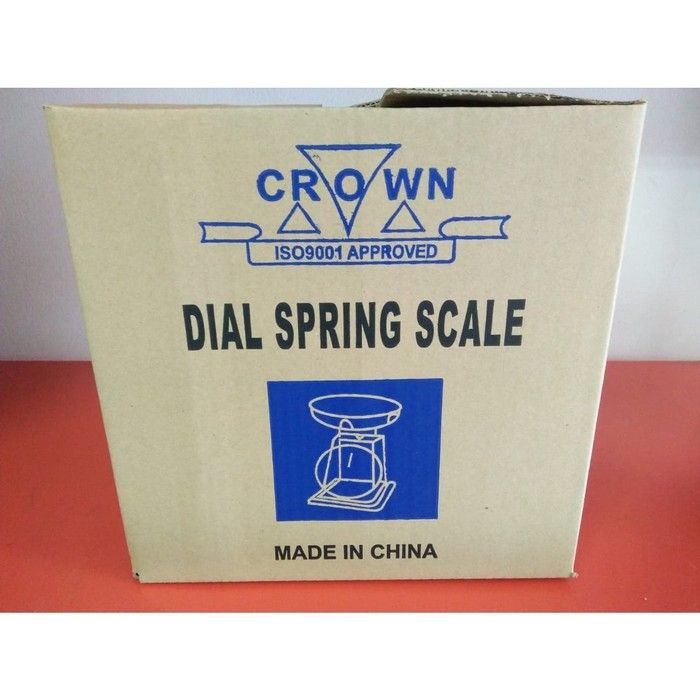 CROWN
ISO9001 APPROVED
DIAL SPRING SCALE
MADE IN CHINA